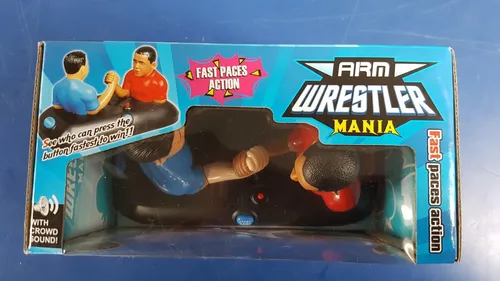 FAST PACES
ACTION
ARM
WRESTLER
MANIA
See who can press the
button fastest to win!!
Fast paces action
WITH
CROWD
SOUND!